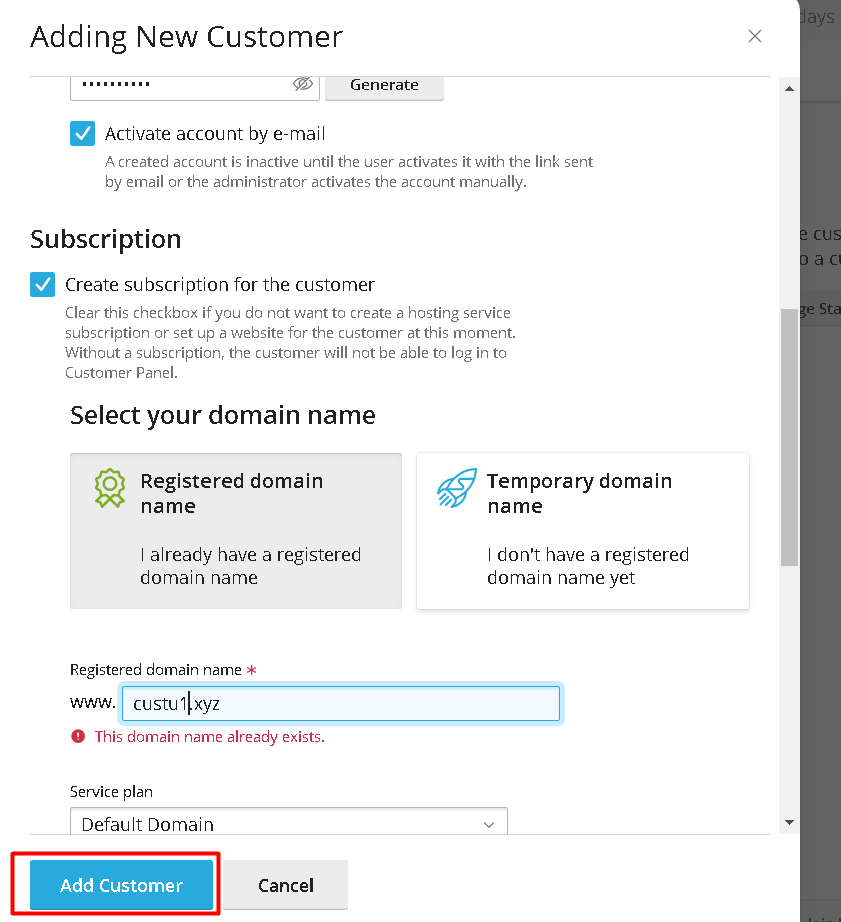 Adding New Customer
days
Generate
Activate account by e-mail
A created account is inactive until the user activates it with the link sent
by email or the administrator activates the account manually.
Subscription
e cus
Create subscription for the customer
o a cu
Clear this checkbox if you do not want to create a hosting service
ge Sta
subscription or set up a website for the customer at this moment.
Without a subscription, the customer will not be able to log in to
Customer Panel.
Select your domain name
Registered domain
name
I already have a registered
domain name
Temporary domain
name
I don't have a registered
domain name yet
Registered domain name *
www. custu1.xyz
This domain name already exists.
Service plan
Default Domain
Add Customer
Cancel